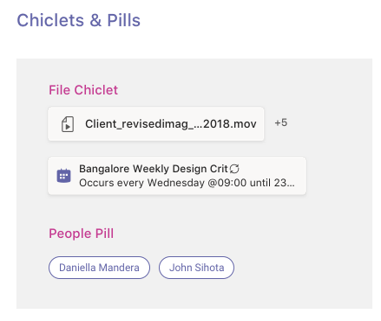 Chiclets & Pills
File Chiclet
Client_revisedimag_...2018.mov +5
Bangalore Weekly Design Crit
Occurs every Wednesday @09:00 until 23...
People Pill
Daniella Mandera John Sihota